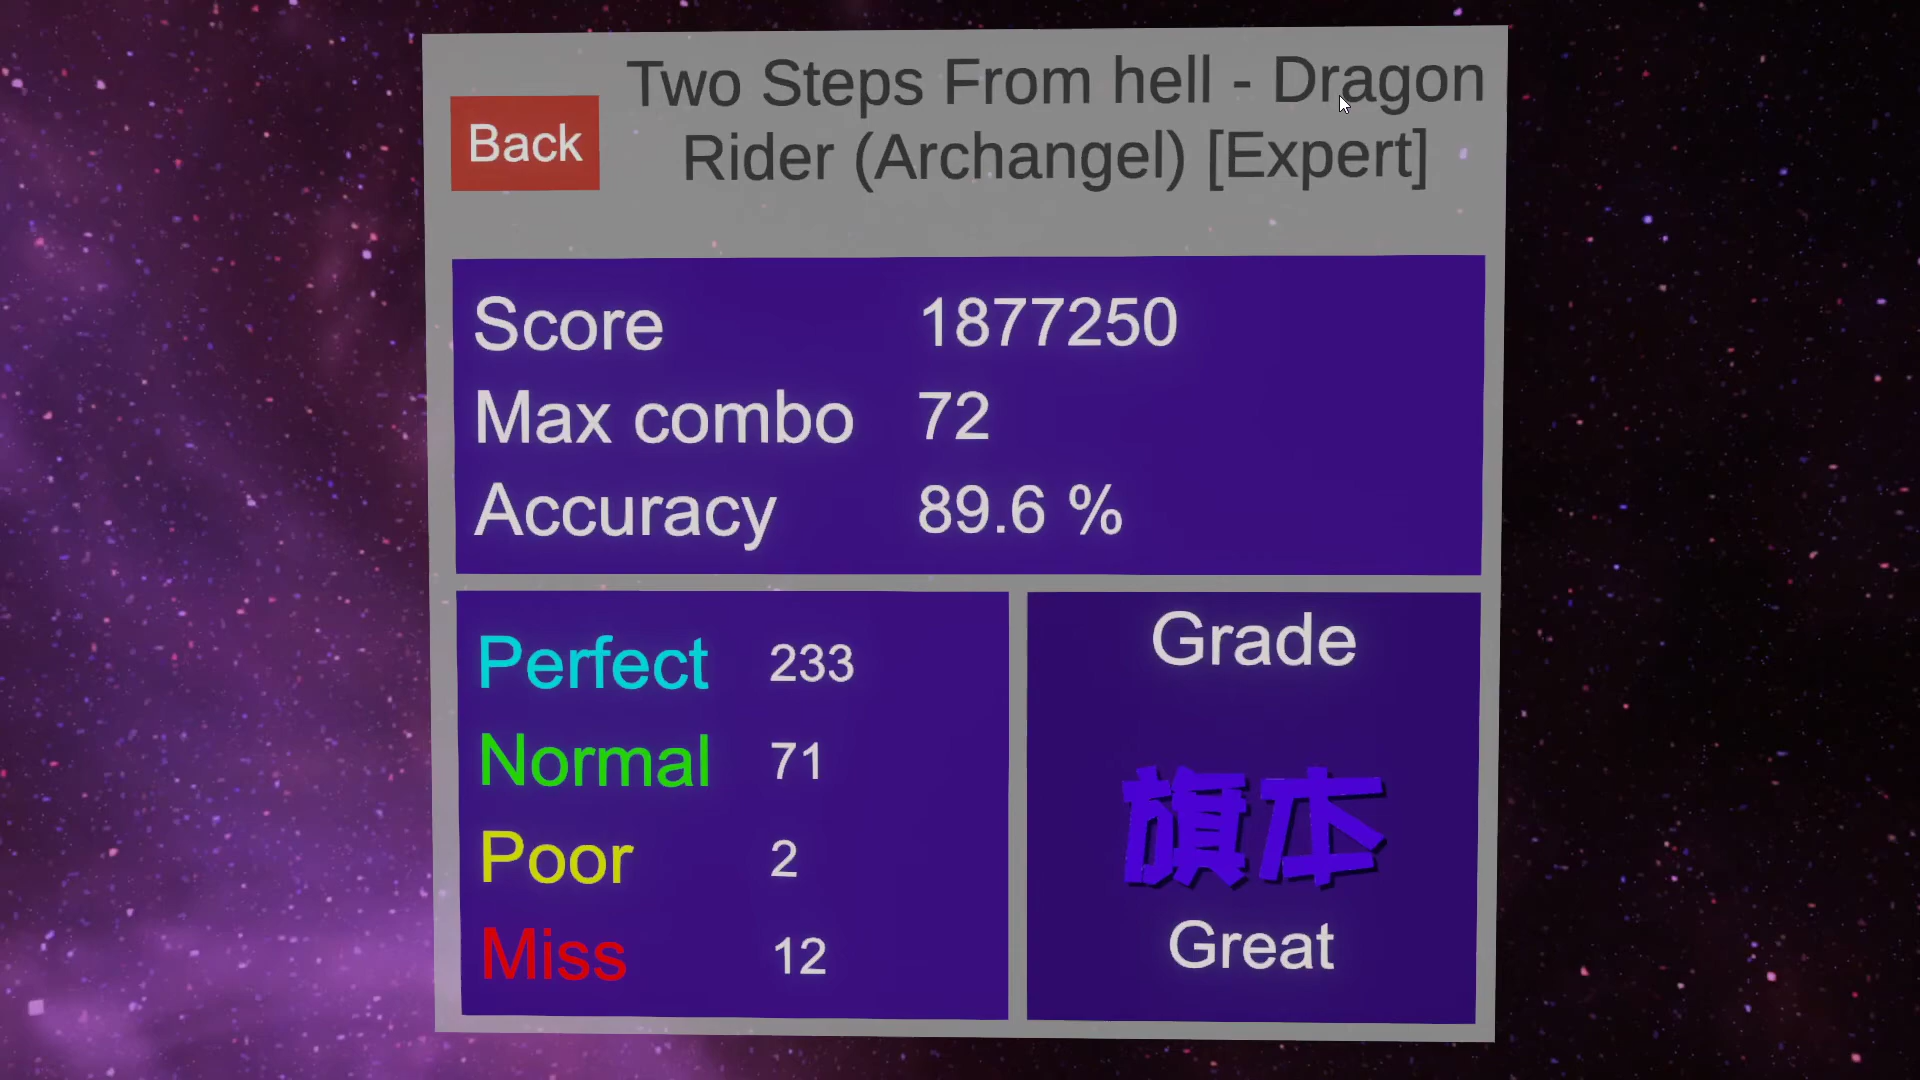 Back
Two Steps From hell - Dragon
Rider (Archangel) [Expert]
Score 1877250
Max combo 72
Accuracy 89.6 %
Perfect 233
Normal 71
Poor 2
Miss 12
Grade
旗本
Great